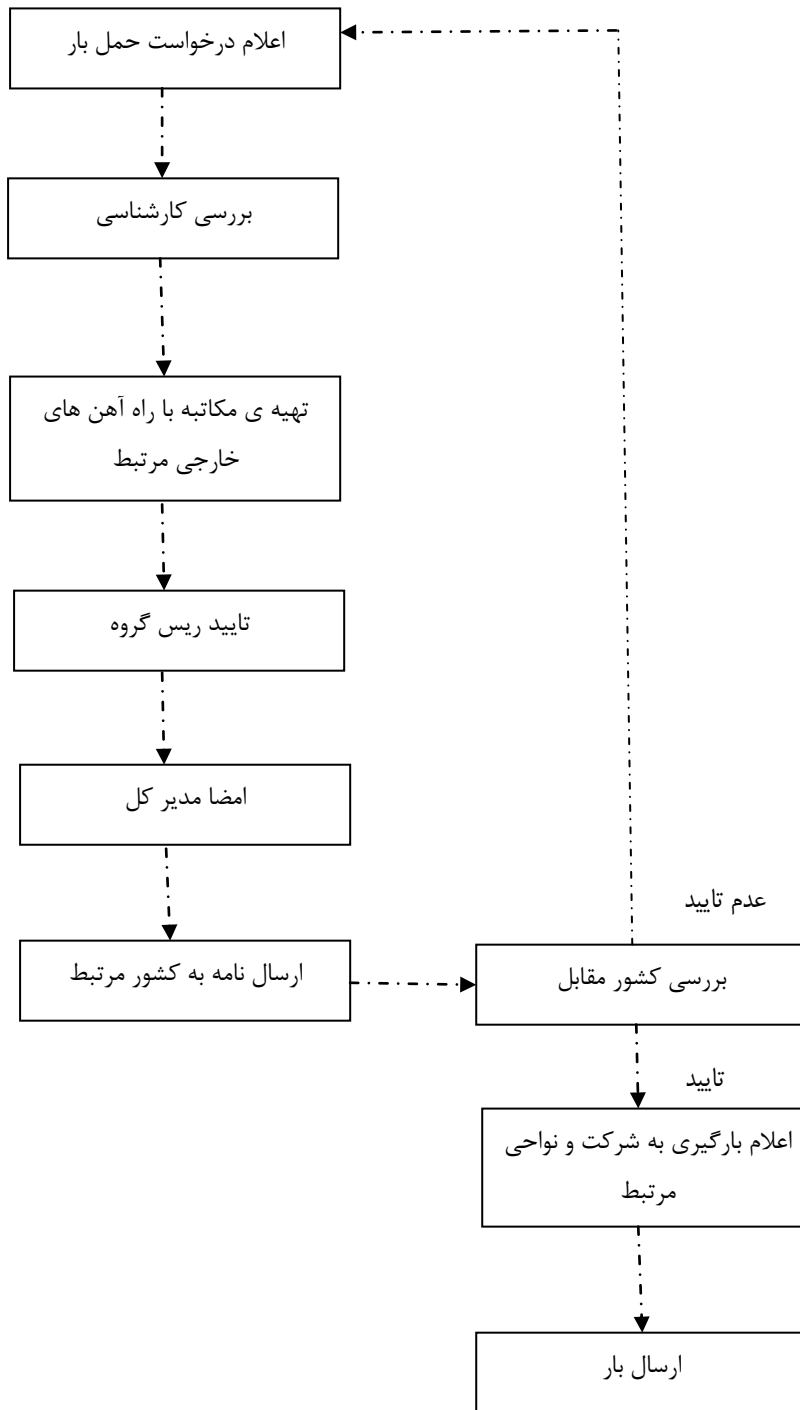 اعلام درخواست حمل بار
بررسی کارشناسی
تهیه ی مکاتبه با راه آهن های
خارجی مرتبط
تایید ریس گروه
امضا مدیر کل
ارسال نامه به کشور مرتبط
عدم تایید
بررسی کشور مقابل
تایید
اعلام بارگیری به شرکت و نواحی
مرتبط
ارسال بار